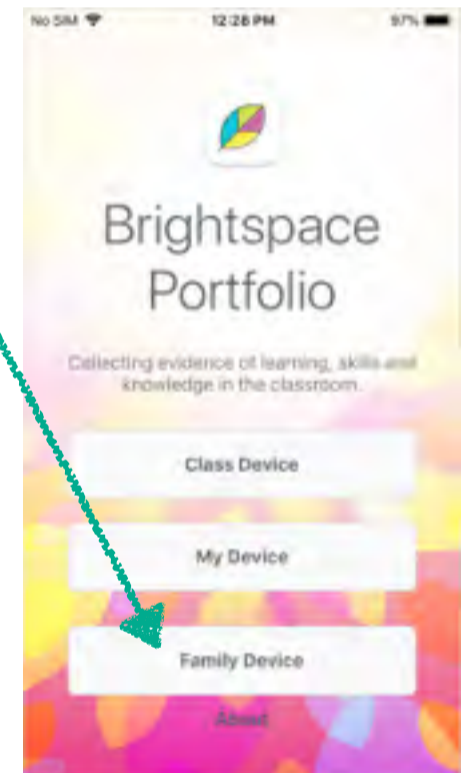 No SIM 12:28 PM 97%
Brightspace
Portfolio
Collecting evidence of learning, skills and
knowledge in the classroom.
Class Device
My Device
Family Device
About